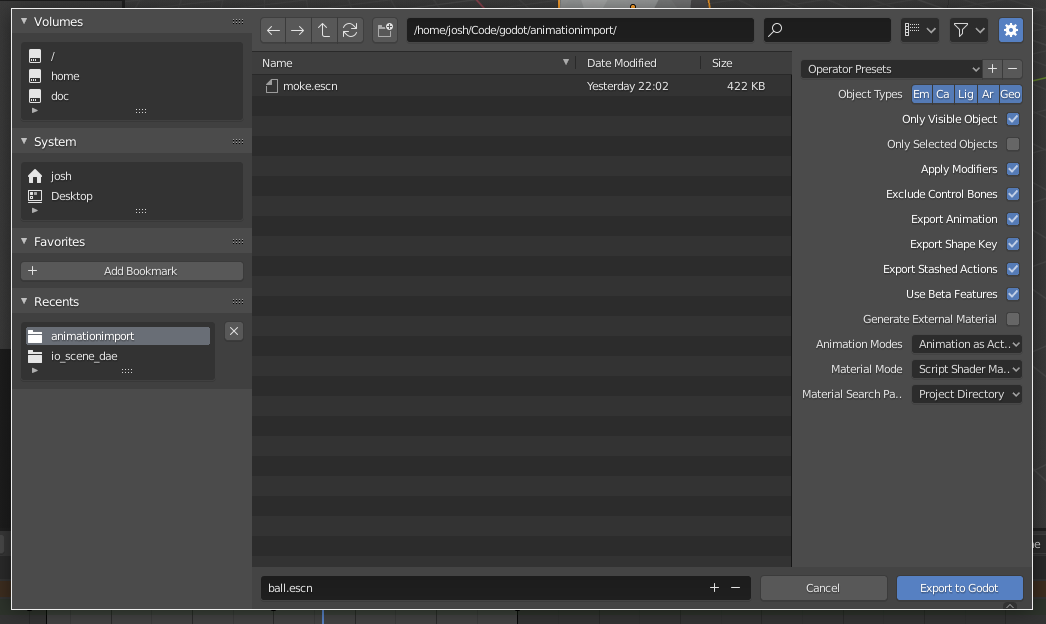 Volumes
/
home
doc
System
josh
Desktop
Favorites
Add Bookmark
Recents
animationimport
io_scene_dae
/home/josh/Code/godot/animationimport/
Name Date Modified Size
moke.escn Yesterday 22:02 422 KB
ball.escn
Operator Presets
Object Types Em Ca Lig Ar Geo
Only Visible Object
Only Selected Objects
Apply Modifiers
Exclude Control Bones
Export Animation
Export Shape Key
Export Stashed Actions
Use Beta Features
Generate External Material
Animation Modes Animation as Act..
Material Mode Script Shader Ma..
Material Search Pa.. Project Directory
Cancel Export to Godot